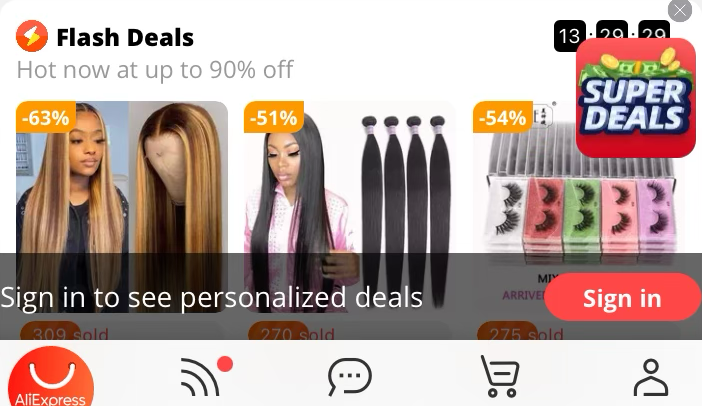 Flash Deals
13 : 29 : 29
Hot now at up to 90% off
SUPER
DEALS
-63%
-51%
-54%
ARRIVE
Sign in to see personalized deals
Sign in
309 sold
270 sold
275 sold
AliExpress